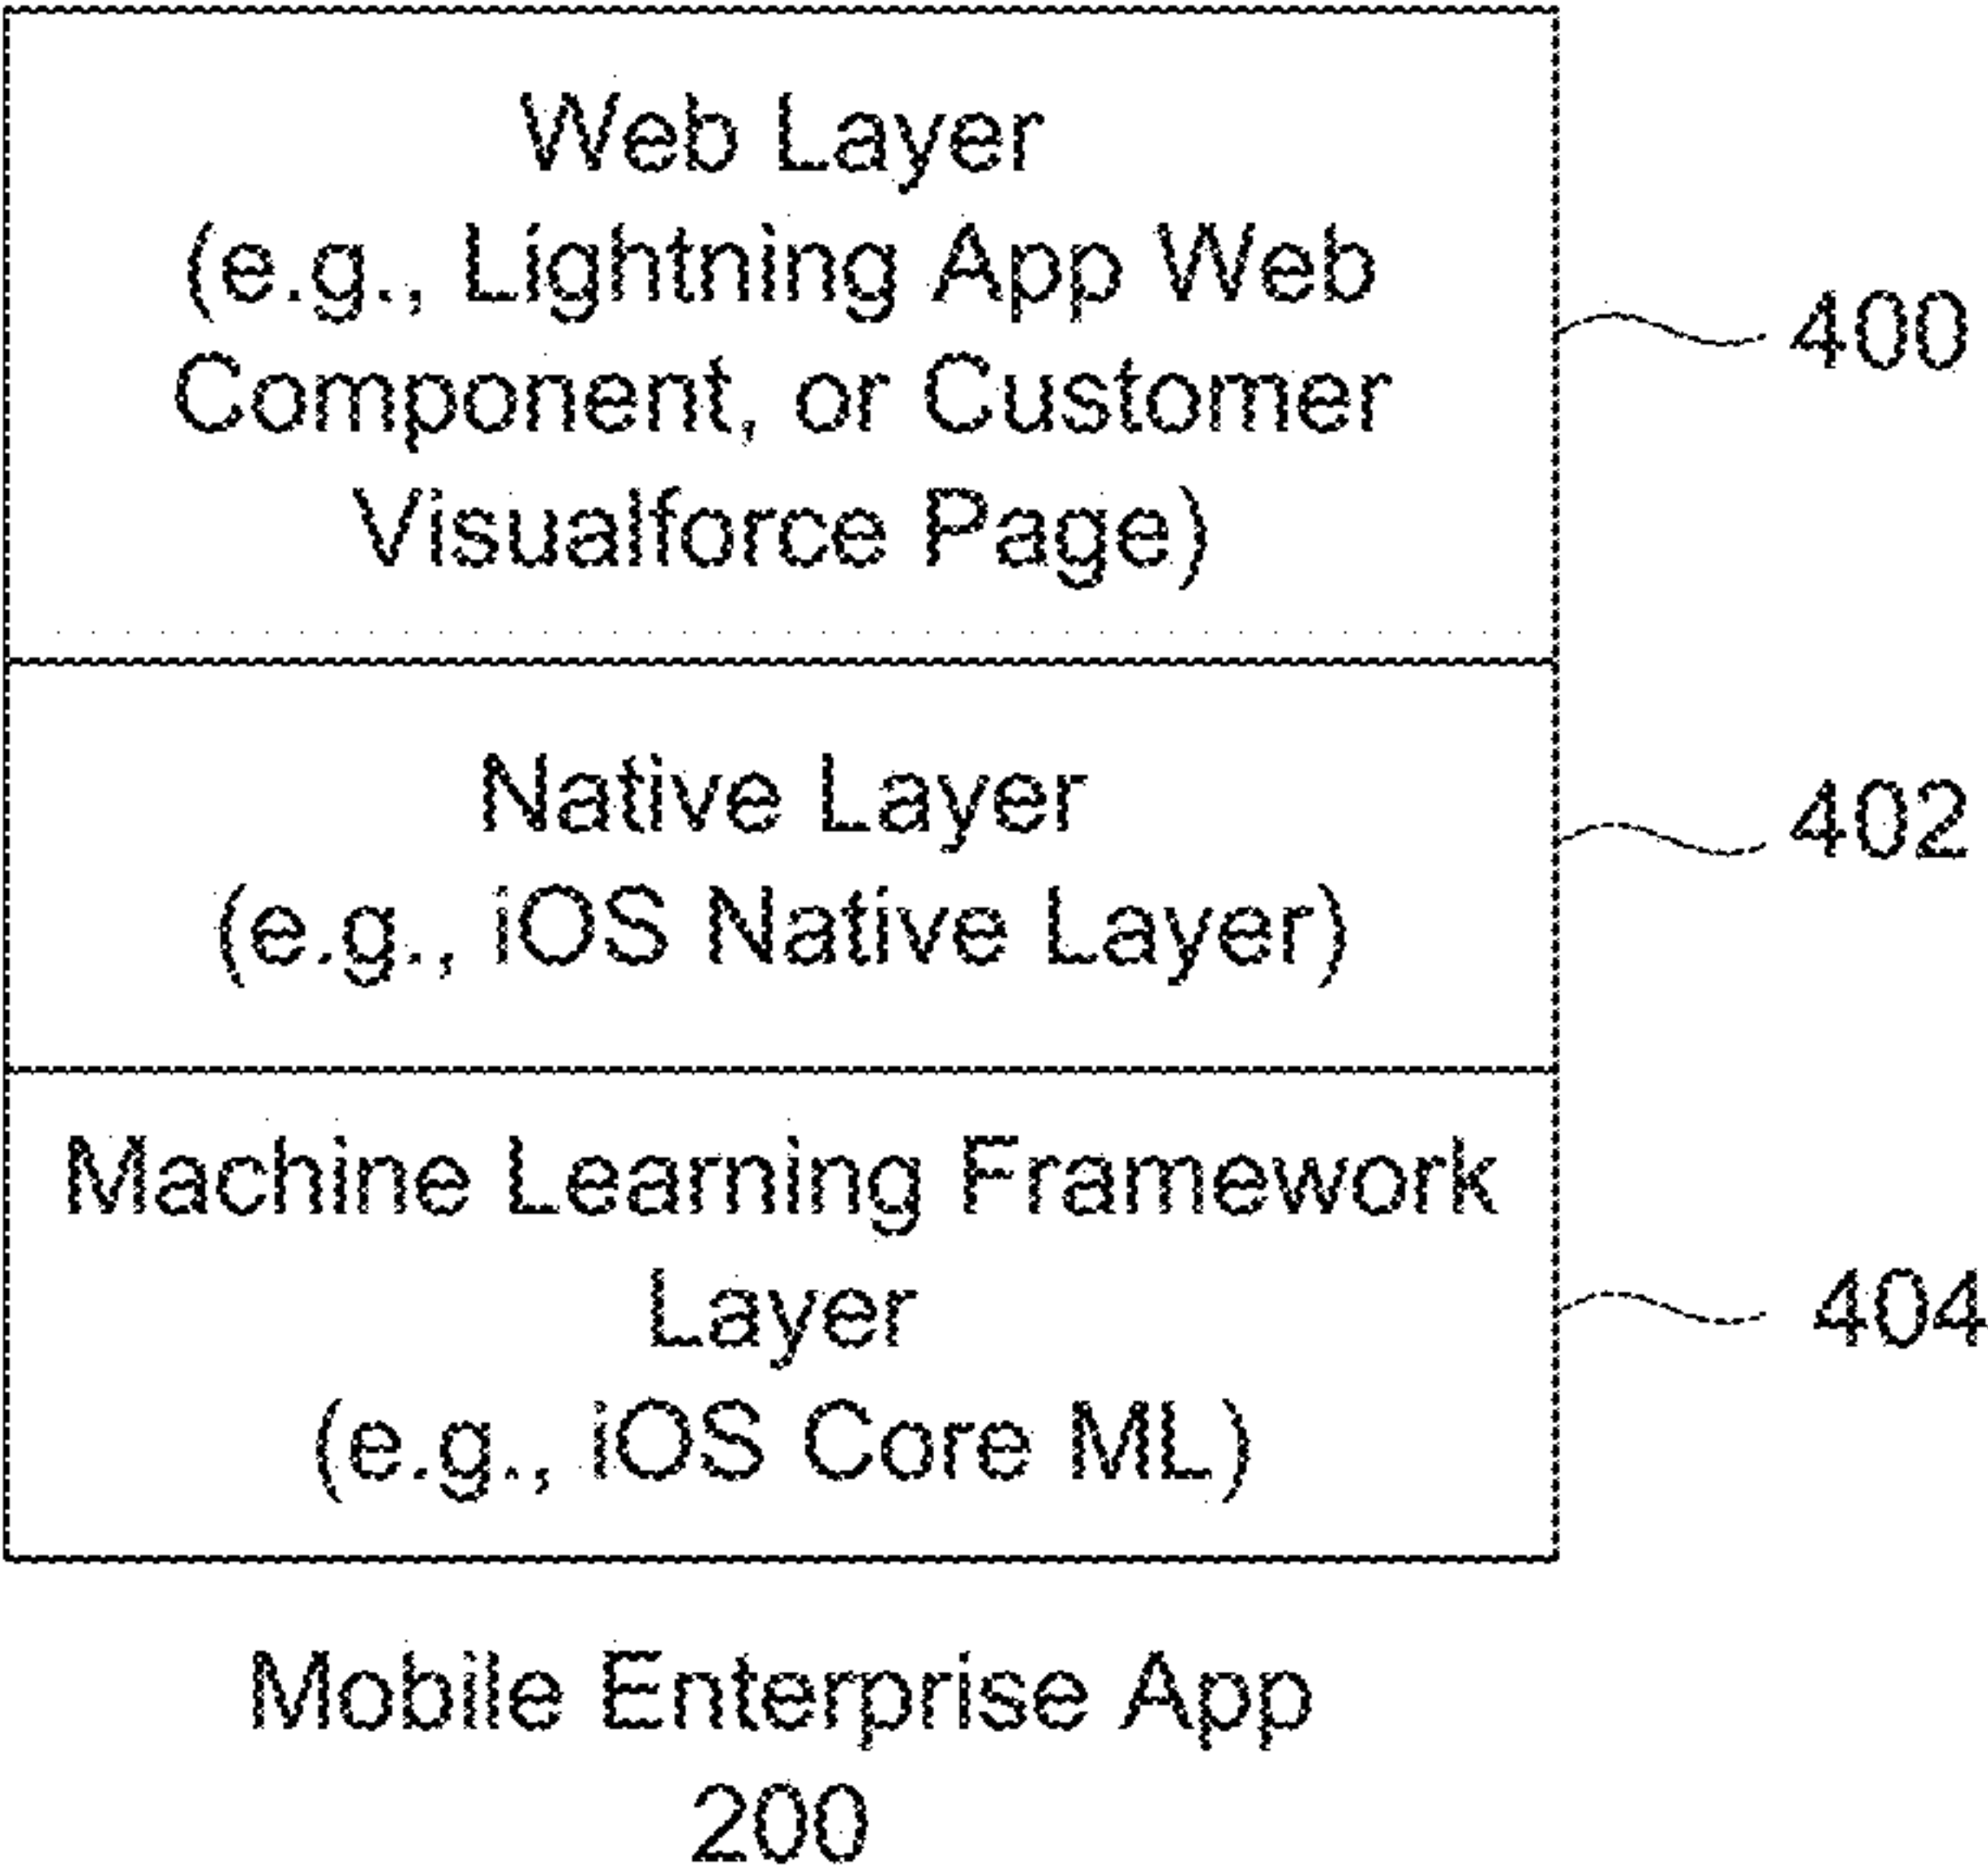 Web Layer
(e.g., Lightning App Web
Component, or Customer
Visualforce Page)
400
Native Layer
(e.g., iOS Native Layer)
402
Machine Learning Framework
Layer
(e.g., iOS Core ML)
404
Mobile Enterprise App
200